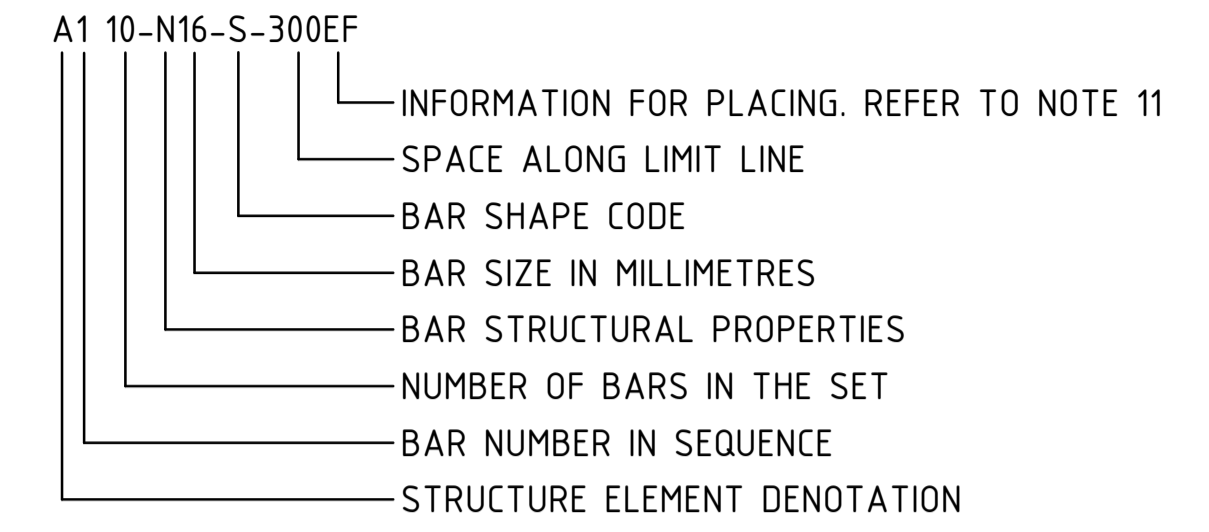 A1 10-N16-S-300EF
INFORMATION FOR PLACING. REFER TO NOTE 11
SPACE ALONG LIMIT LINE
BAR SHAPE CODE
BAR SIZE IN MILLIMETRES
BAR STRUCTURAL PROPERTIES
NUMBER OF BARS IN THE SET
BAR NUMBER IN SEQUENCE
STRUCTURE ELEMENT DENOTATION